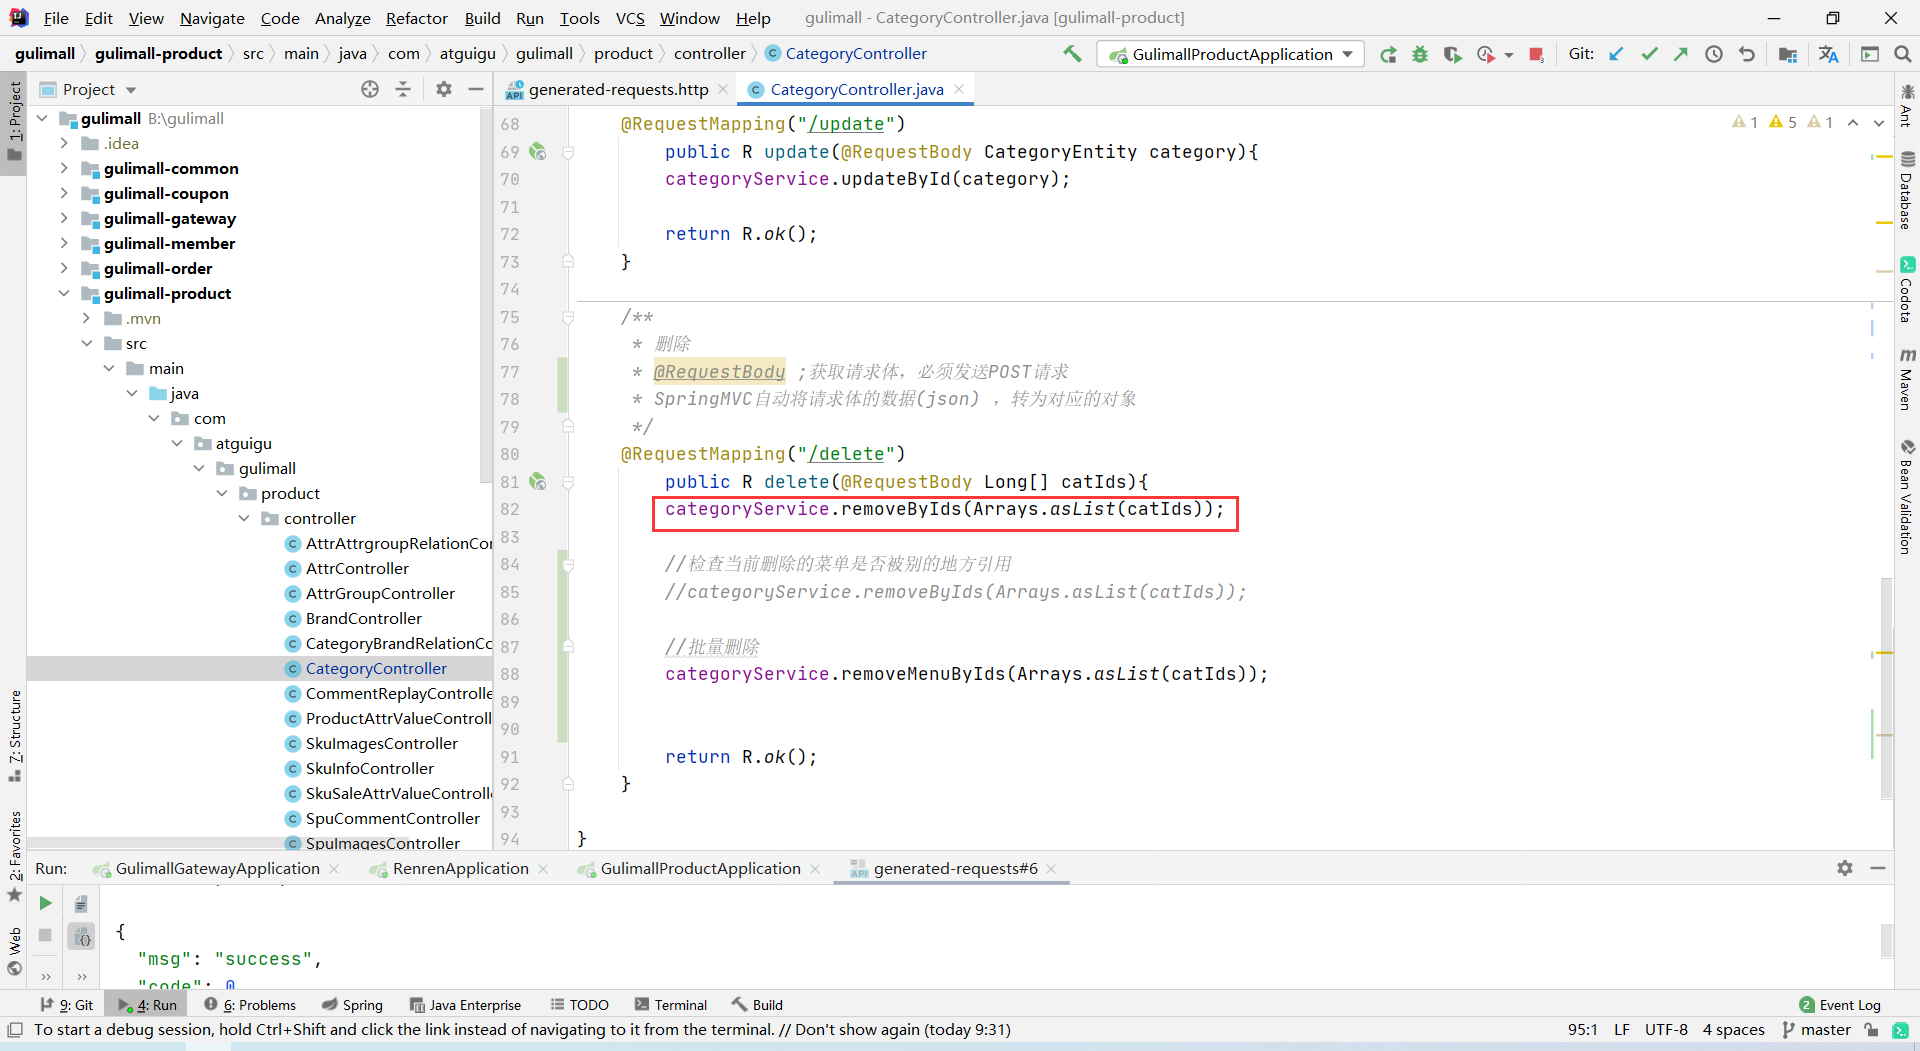 File Edit View Navigate Code Analyze Refactor Build Run Tools VCS Window Help gulimall - CategoryController.java [gulimall-product]
gulimall gulimall-product src main java com atguigu gulimall product controller CategoryController GulimallProductApplication Git:
1: Project
7: Structure
2: Favorites
Web
Project
gulimall B:\gulimall
.idea
gulimall-common
gulimall-coupon
gulimall-gateway
gulimall-member
gulimall-order
gulimall-product
.mvn
src
main
java
com
atguigu
gulimall
product
controller
AttrAttrgroupRelationCo
AttrController
AttrGroupController
BrandController
CategoryBrandRelationCo
CategoryController
CommentReplayControlle
ProductAttrValueControll
SkuImagesController
SkuInfoController
SkuSaleAttrValueControll
SpuCommentController
SpuImagesController
generated-requests.http CategoryController.java
1 5 1
68 @RequestMapping("/update")
69 public R update(@RequestBody CategoryEntity category){
70 categoryService.updateById(category);
71
72 return R.ok();
73 }
74
75 /**
76 * 删除
77 * @RequestBody ;获取请求体，必须发送POST请求
78 * SpringMVC自动将请求体的数据(json) ，转为对应的对象
79 */
80 @RequestMapping("/delete")
81 public R delete(@RequestBody Long[] catIds){
82 categoryService.removeByIds(Arrays.asList(catIds));
83
84 //检查当前删除的菜单是否被别的地方引用
85 //categoryService.removeByIds(Arrays.asList(catIds));
86
87 //批量删除
88 categoryService.removeMenuByIds(Arrays.asList(catIds));
89
90
91 return R.ok();
92 }
93
94 }
Ant
Database
Codota
Maven
Bean Validation
Run: GulimallGatewayApplication RenrenApplication GulimallProductApplication generated-requests#6
{
"msg": "success",
"code": 0
9: Git 4: Run 6: Problems Spring Java Enterprise TODO Terminal Build 2 Event Log
To start a debug session, hold Ctrl+Shift and click the link instead of navigating to it from the terminal. // Don't show again (today 9:31) 95:1 LF UTF-8 4 spaces master